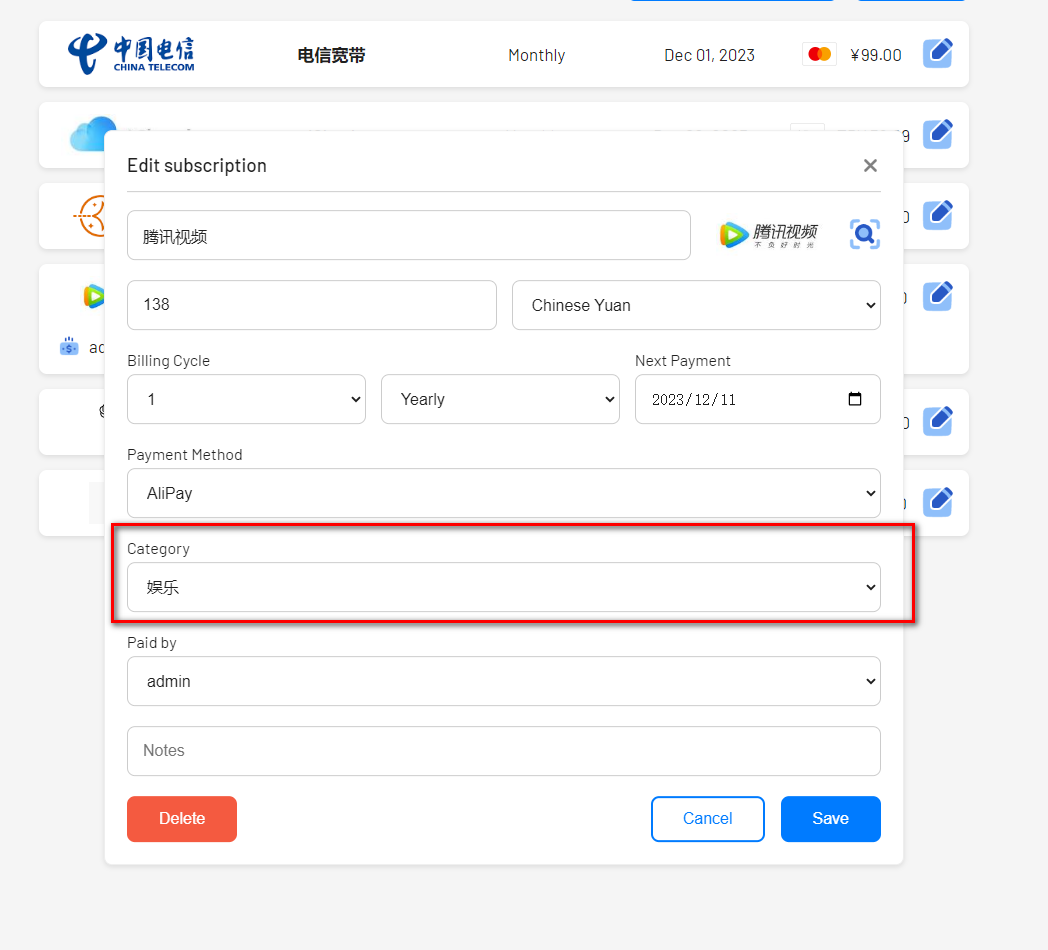 中国电信
CHINA TELECOM
电信宽带 Monthly Dec 01, 2023 ¥99.00
9
Edit subscription
腾讯视频
腾讯视频
不负好时光
138 Chinese Yuan
Billing Cycle Next Payment
1 Yearly 2023/12/11
Payment Method
AliPay
Category
娱乐
Paid by
admin
Notes
Delete Cancel Save